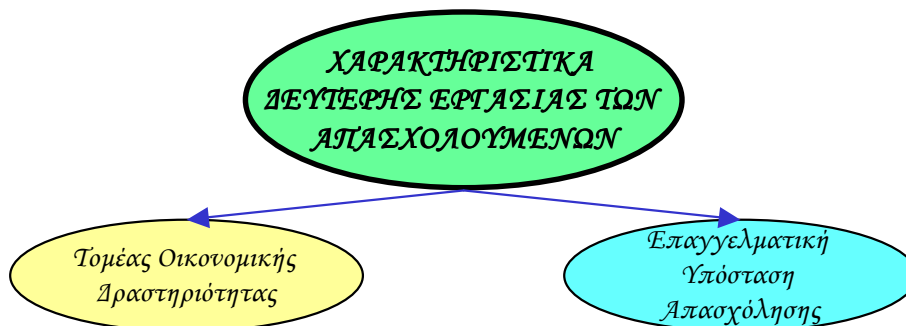 ΧΑΡΑΚΤΗΡΙΣΤΙΚΑ
ΔΕΥΤΕΡΗΣ ΕΡΓΑΣΙΑΣ ΤΩΝ
ΑΠΑΣΧΟΛΟΥΜΕΝΩΝ
Τομέας Οικονομικής
Δραστηριότητας
Επαγγελματική
Υπόσταση
Απασχόλησης